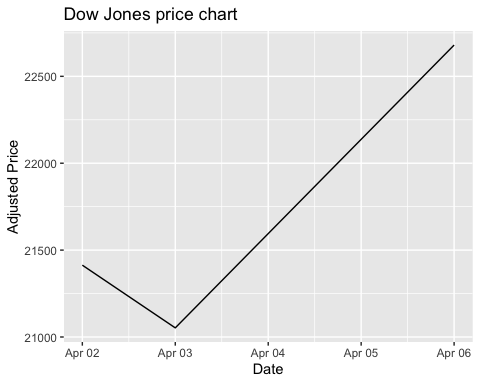 Dow Jones price chart
22500
22000
21500
21000
Adjusted Price
Apr 02 Apr 03 Apr 04 Apr 05 Apr 06
Date